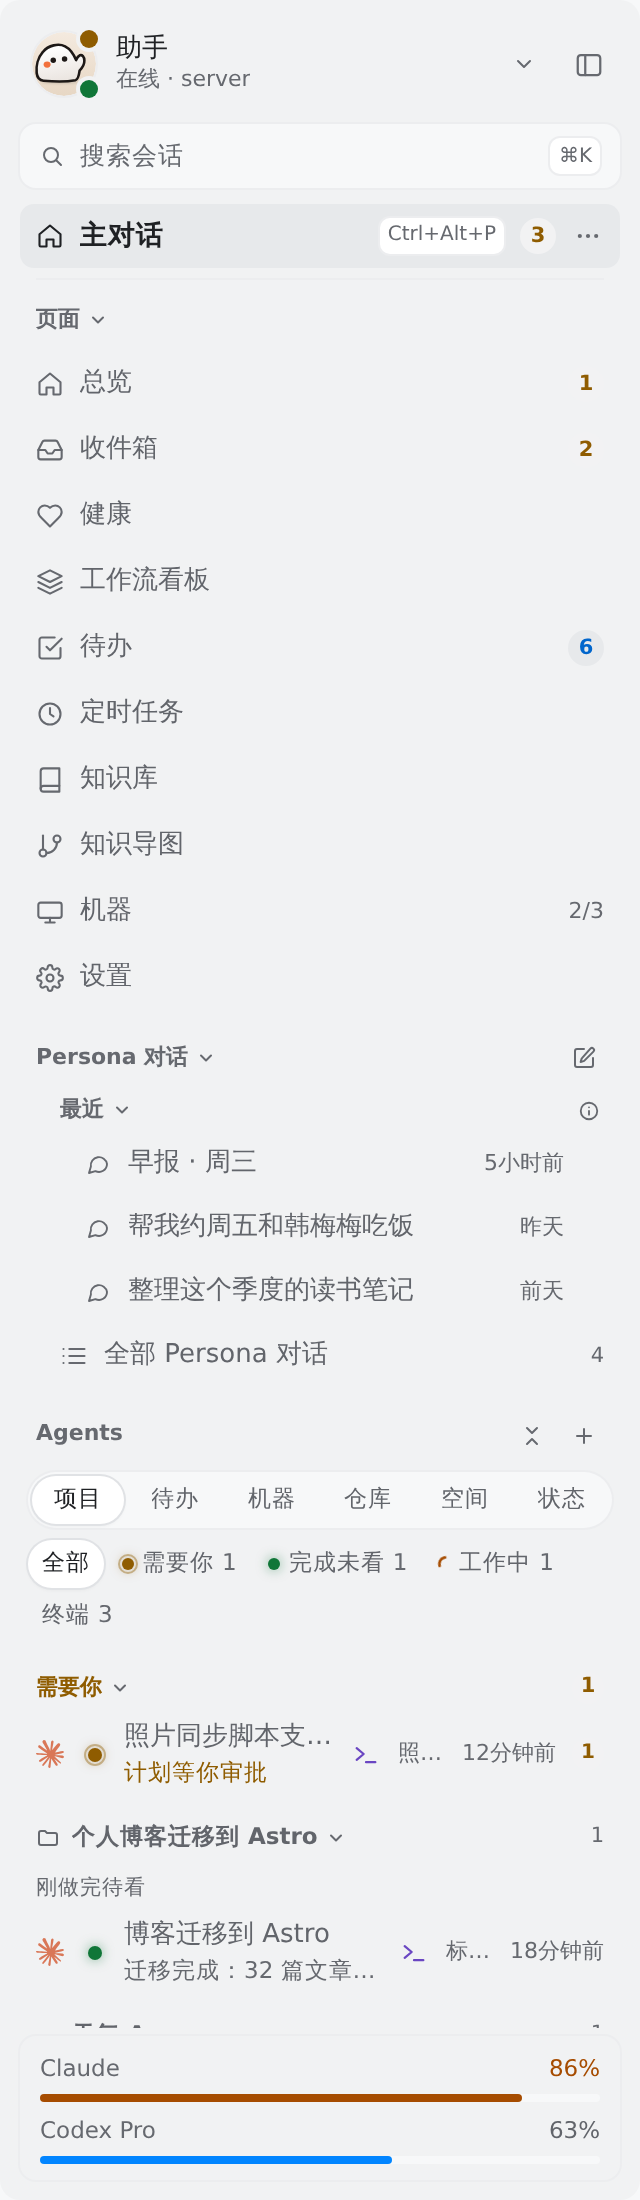 助手
在线 · server
搜索会话 ⌘K
主对话 Ctrl+Alt+P 3
页面
总览 1
收件箱 2
健康
工作流看板
待办 6
定时任务
知识库
知识导图
机器 2/3
设置
Persona 对话
最近
早报 · 周三 5小时前
帮我约周五和韩梅梅吃饭 昨天
整理这个季度的读书笔记 前天
全部 Persona 对话 4
Agents
项目 待办 机器 仓库 空间 状态
全部 需要你 1 完成未看 1 工作中 1
终端 3
需要你 1
照片同步脚本支… 照… 12分钟前 1
计划等你审批
个人博客迁移到 Astro 1
刚做完待看
博客迁移到 Astro 标… 18分钟前
迁移完成：32 篇文章…
Claude 86%
Codex Pro 63%